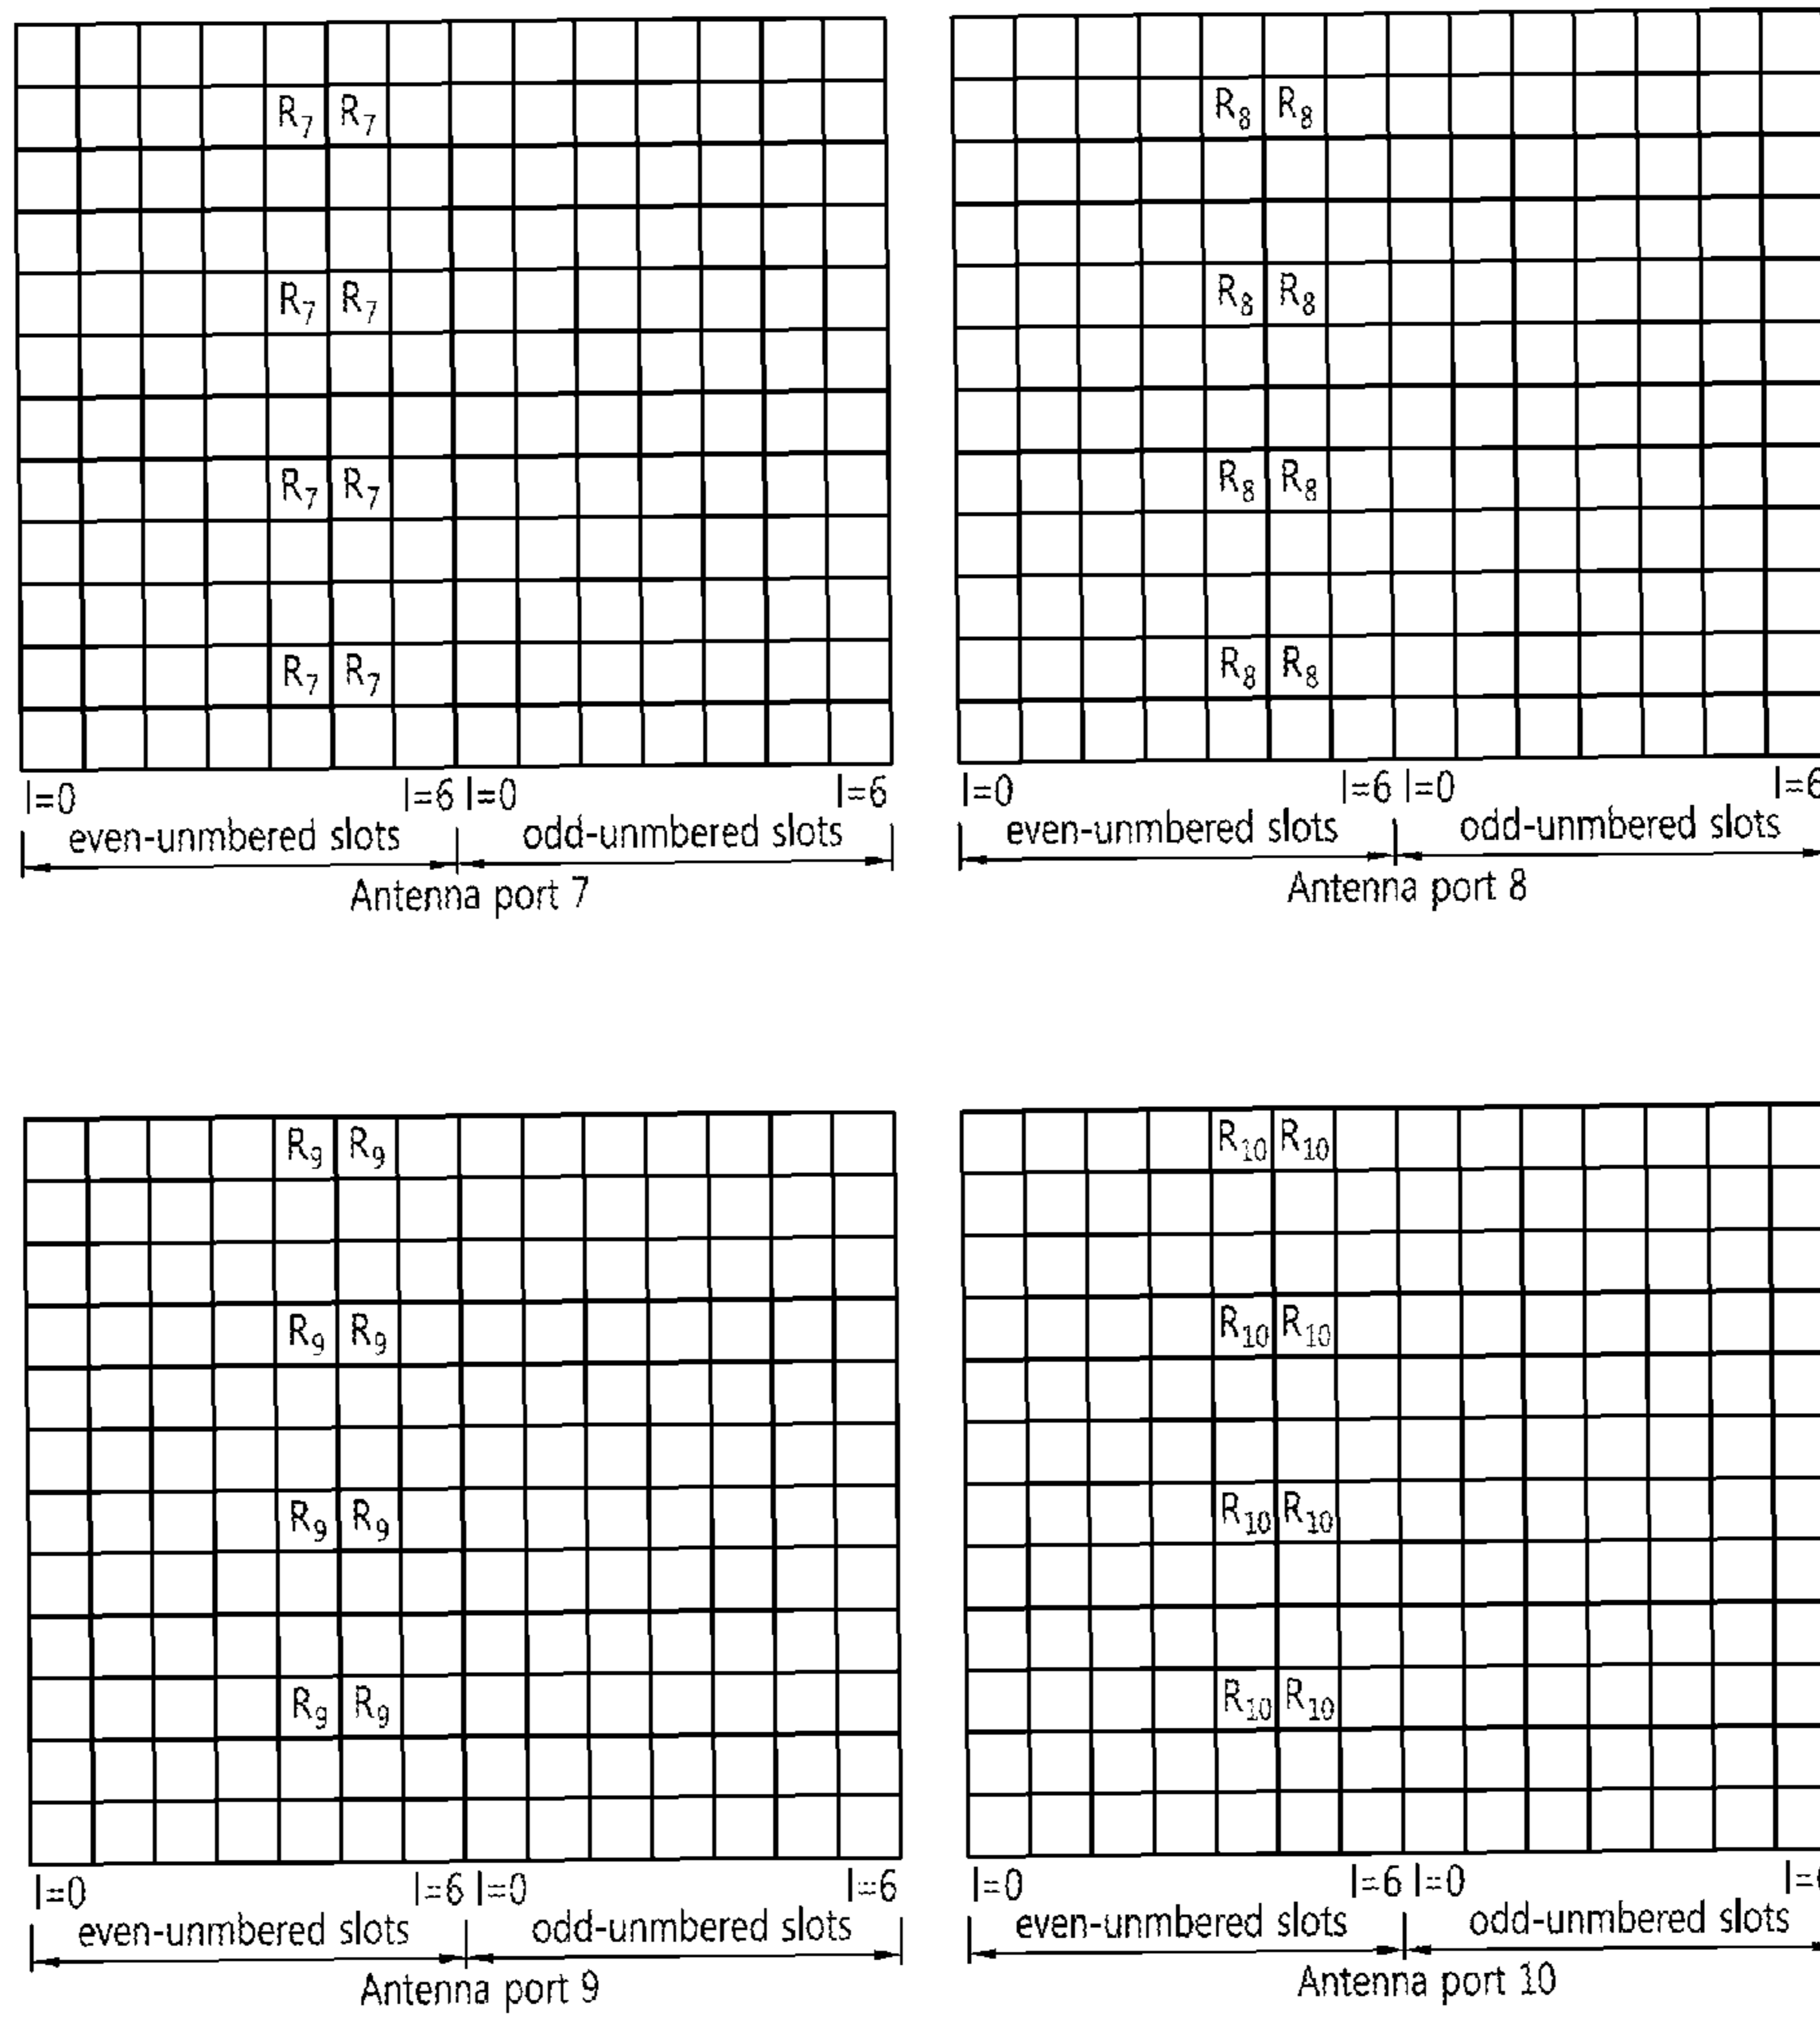 R7 R7
R7 R7
R7 R7
R7 R7
l=0 l=6 l=0 l=6
even-unmbered slots odd-unmbered slots
Antenna port 7
R8 R8
R8 R8
R8 R8
R8 R8
l=0 l=6 l=0 l=6
even-unmbered slots odd-unmbered slots
Antenna port 8
R9 R9
R9 R9
R9 R9
R9 R9
l=0 l=6 l=0 l=6
even-unmbered slots odd-unmbered slots
Antenna port 9
R10 R10
R10 R10
R10 R10
R10 R10
l=0 l=6 l=0 l=
even-unmbered slots odd-unmbered slots
Antenna port 10